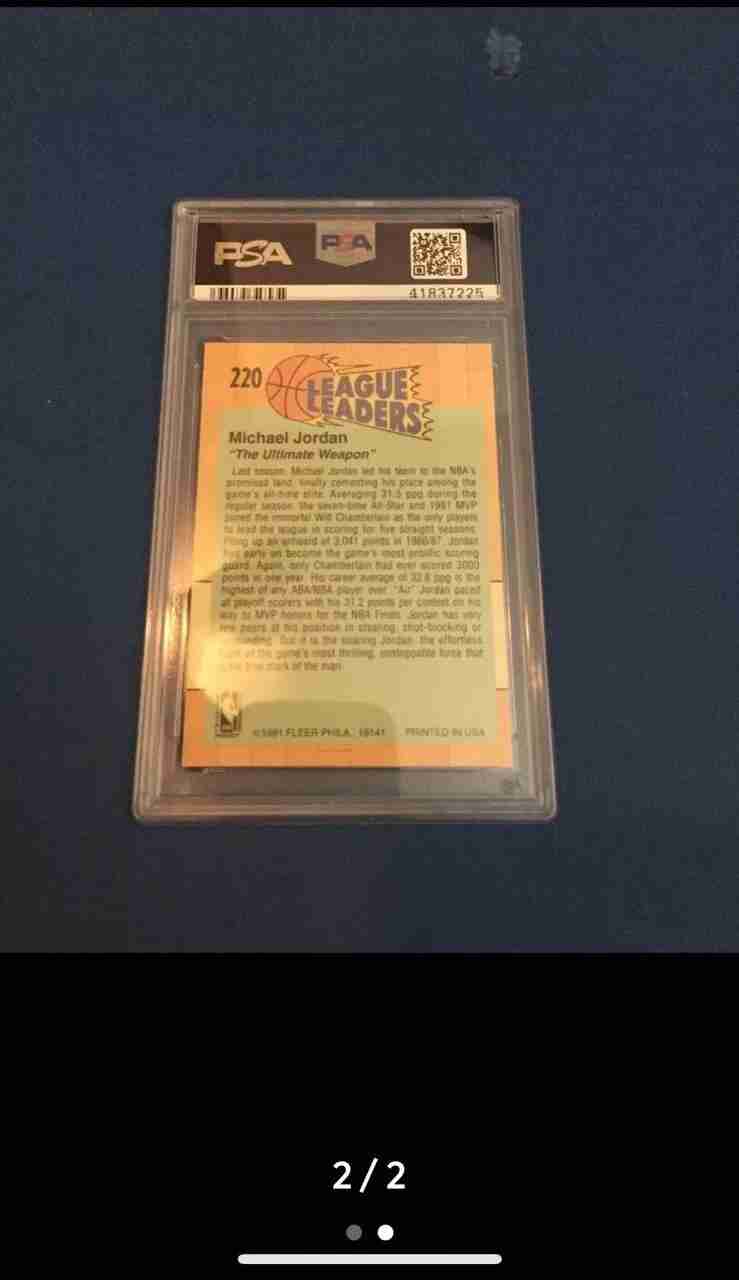 PSA
PSA
41837225
220
LEAGUE
LEADERS
Michael Jordan
"The Ultimate Weapon"
Last season, Michael Jordan led his team to the NBA's
promised land, finally cementing his place among the
game's all-time elite. Averaging 31.5 ppg during the
regular season, the seven-time All-Star and 1991 MVP
joined the immortal Wilt Chamberlain as the only players
to lead the league in scoring for five straight seasons.
Piling up an unheard of 3,041 points in 1986/87, Jordan
has early on become the game's most prolific scoring
guard. Again, only Chamberlain had ever scored 3000
points in one year. His career average of 32.6 ppg is the
highest of any ABA/NBA player ever. "Air" Jordan paced
all playoff scorers with his 31.2 points per contest on his
way to MVP honors for the NBA Finals. Jordan has very
few peers at his position in stealing, shot-blocking or
But it is the soaring Jordan, the effortless
of the game's most thrilling, unstoppable force that
the true mark of the man.
©1991 FLEER PHILA., 19141 PRINTED IN USA
2/2